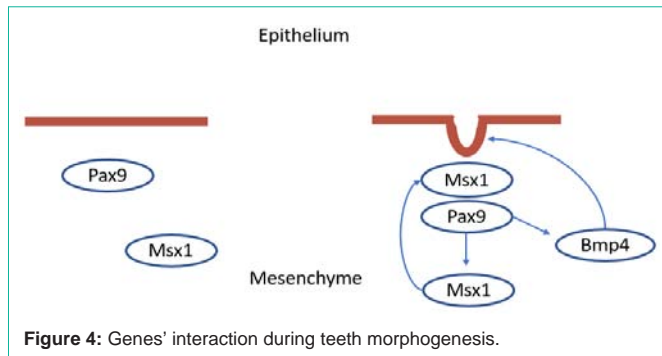 Epithelium
Pax9
Msx1
Msx1
Pax9
Bmp4
Mesenchyme
Msx1
Figure 4: Genes' interaction during teeth morphogenesis.